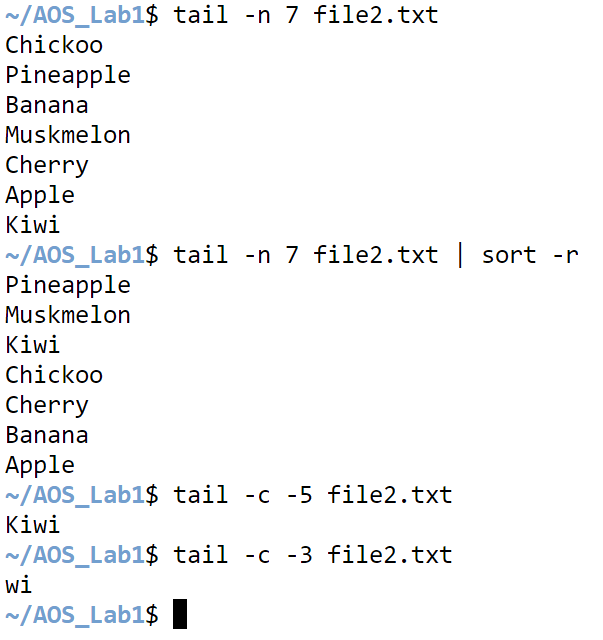 ~/AOS_Lab1$ tail -n 7 file2.txt
Chickoo
Pineapple
Banana
Muskmelon
Cherry
Apple
Kiwi
~/AOS_Lab1$ tail -n 7 file2.txt | sort -r
Pineapple
Muskmelon
Kiwi
Chickoo
Cherry
Banana
Apple
~/AOS_Lab1$ tail -c -5 file2.txt
Kiwi
~/AOS_Lab1$ tail -c -3 file2.txt
wi
~/AOS_Lab1$